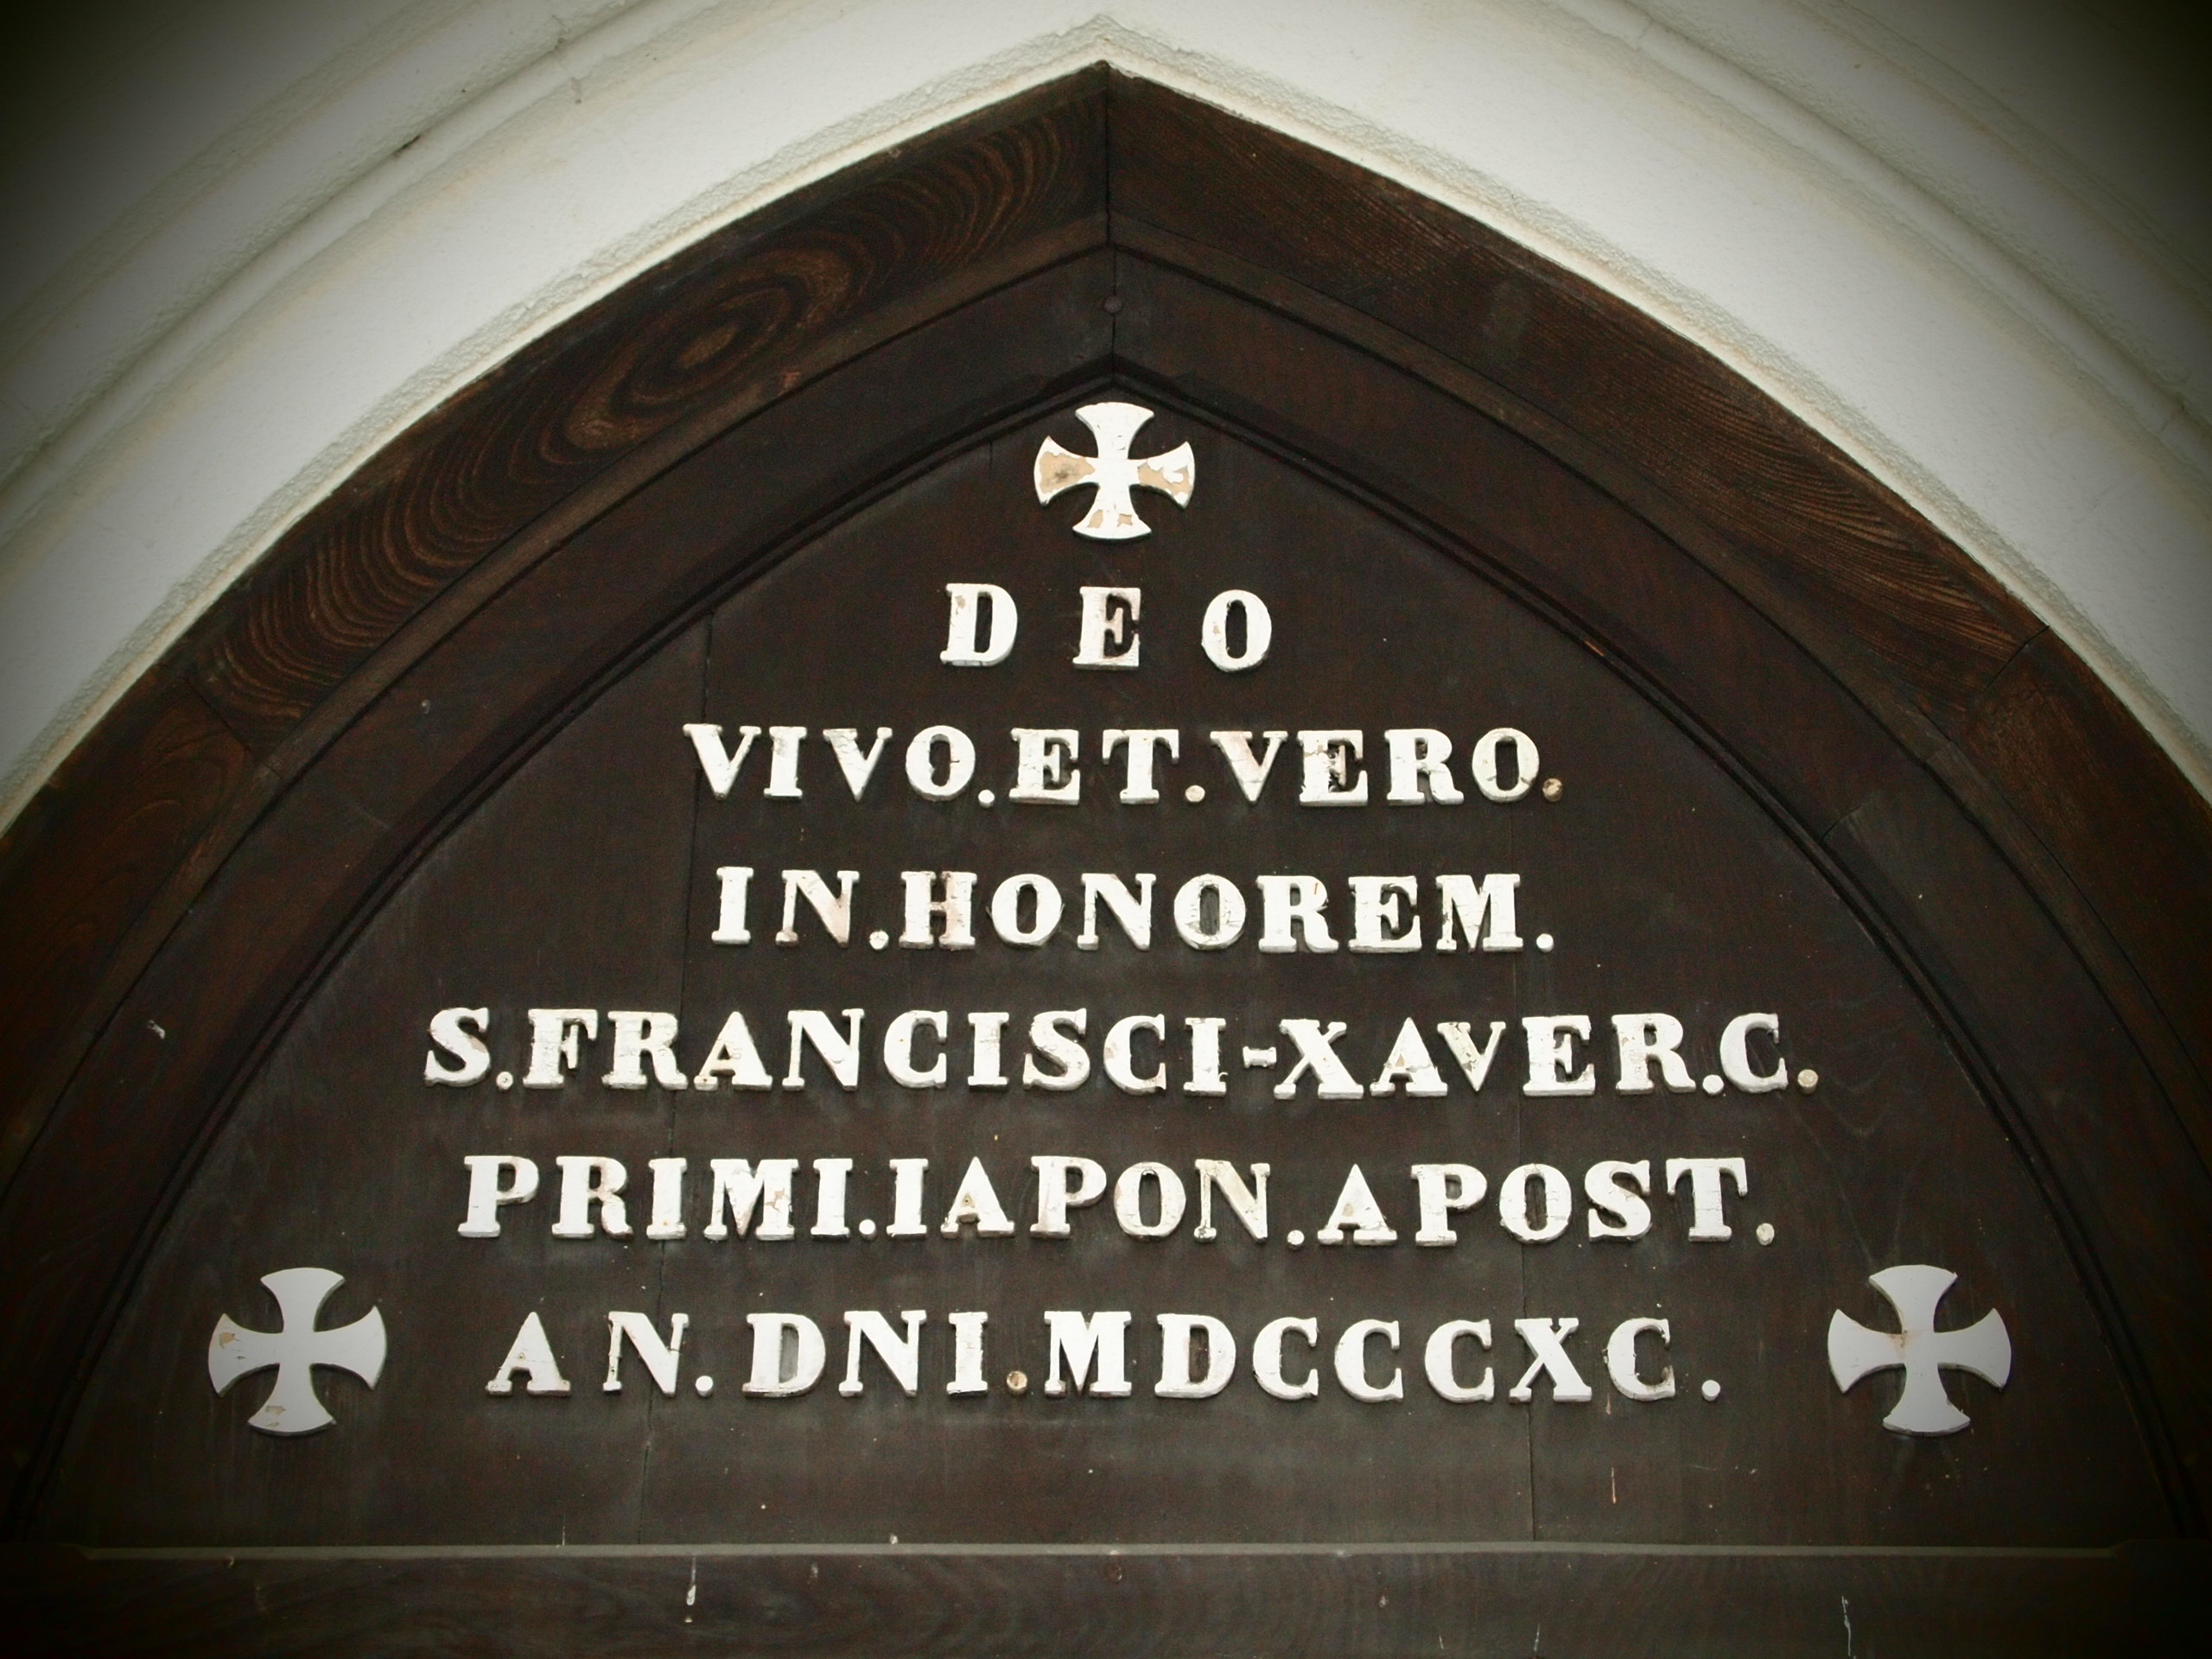 DEO
VIVO.ET.VERO.
IN.HONOREM.
S.FRANCISCI-XAVER.C.
PRIMI.IAPON.APOST.
AN.DNI.MDCCCXC.